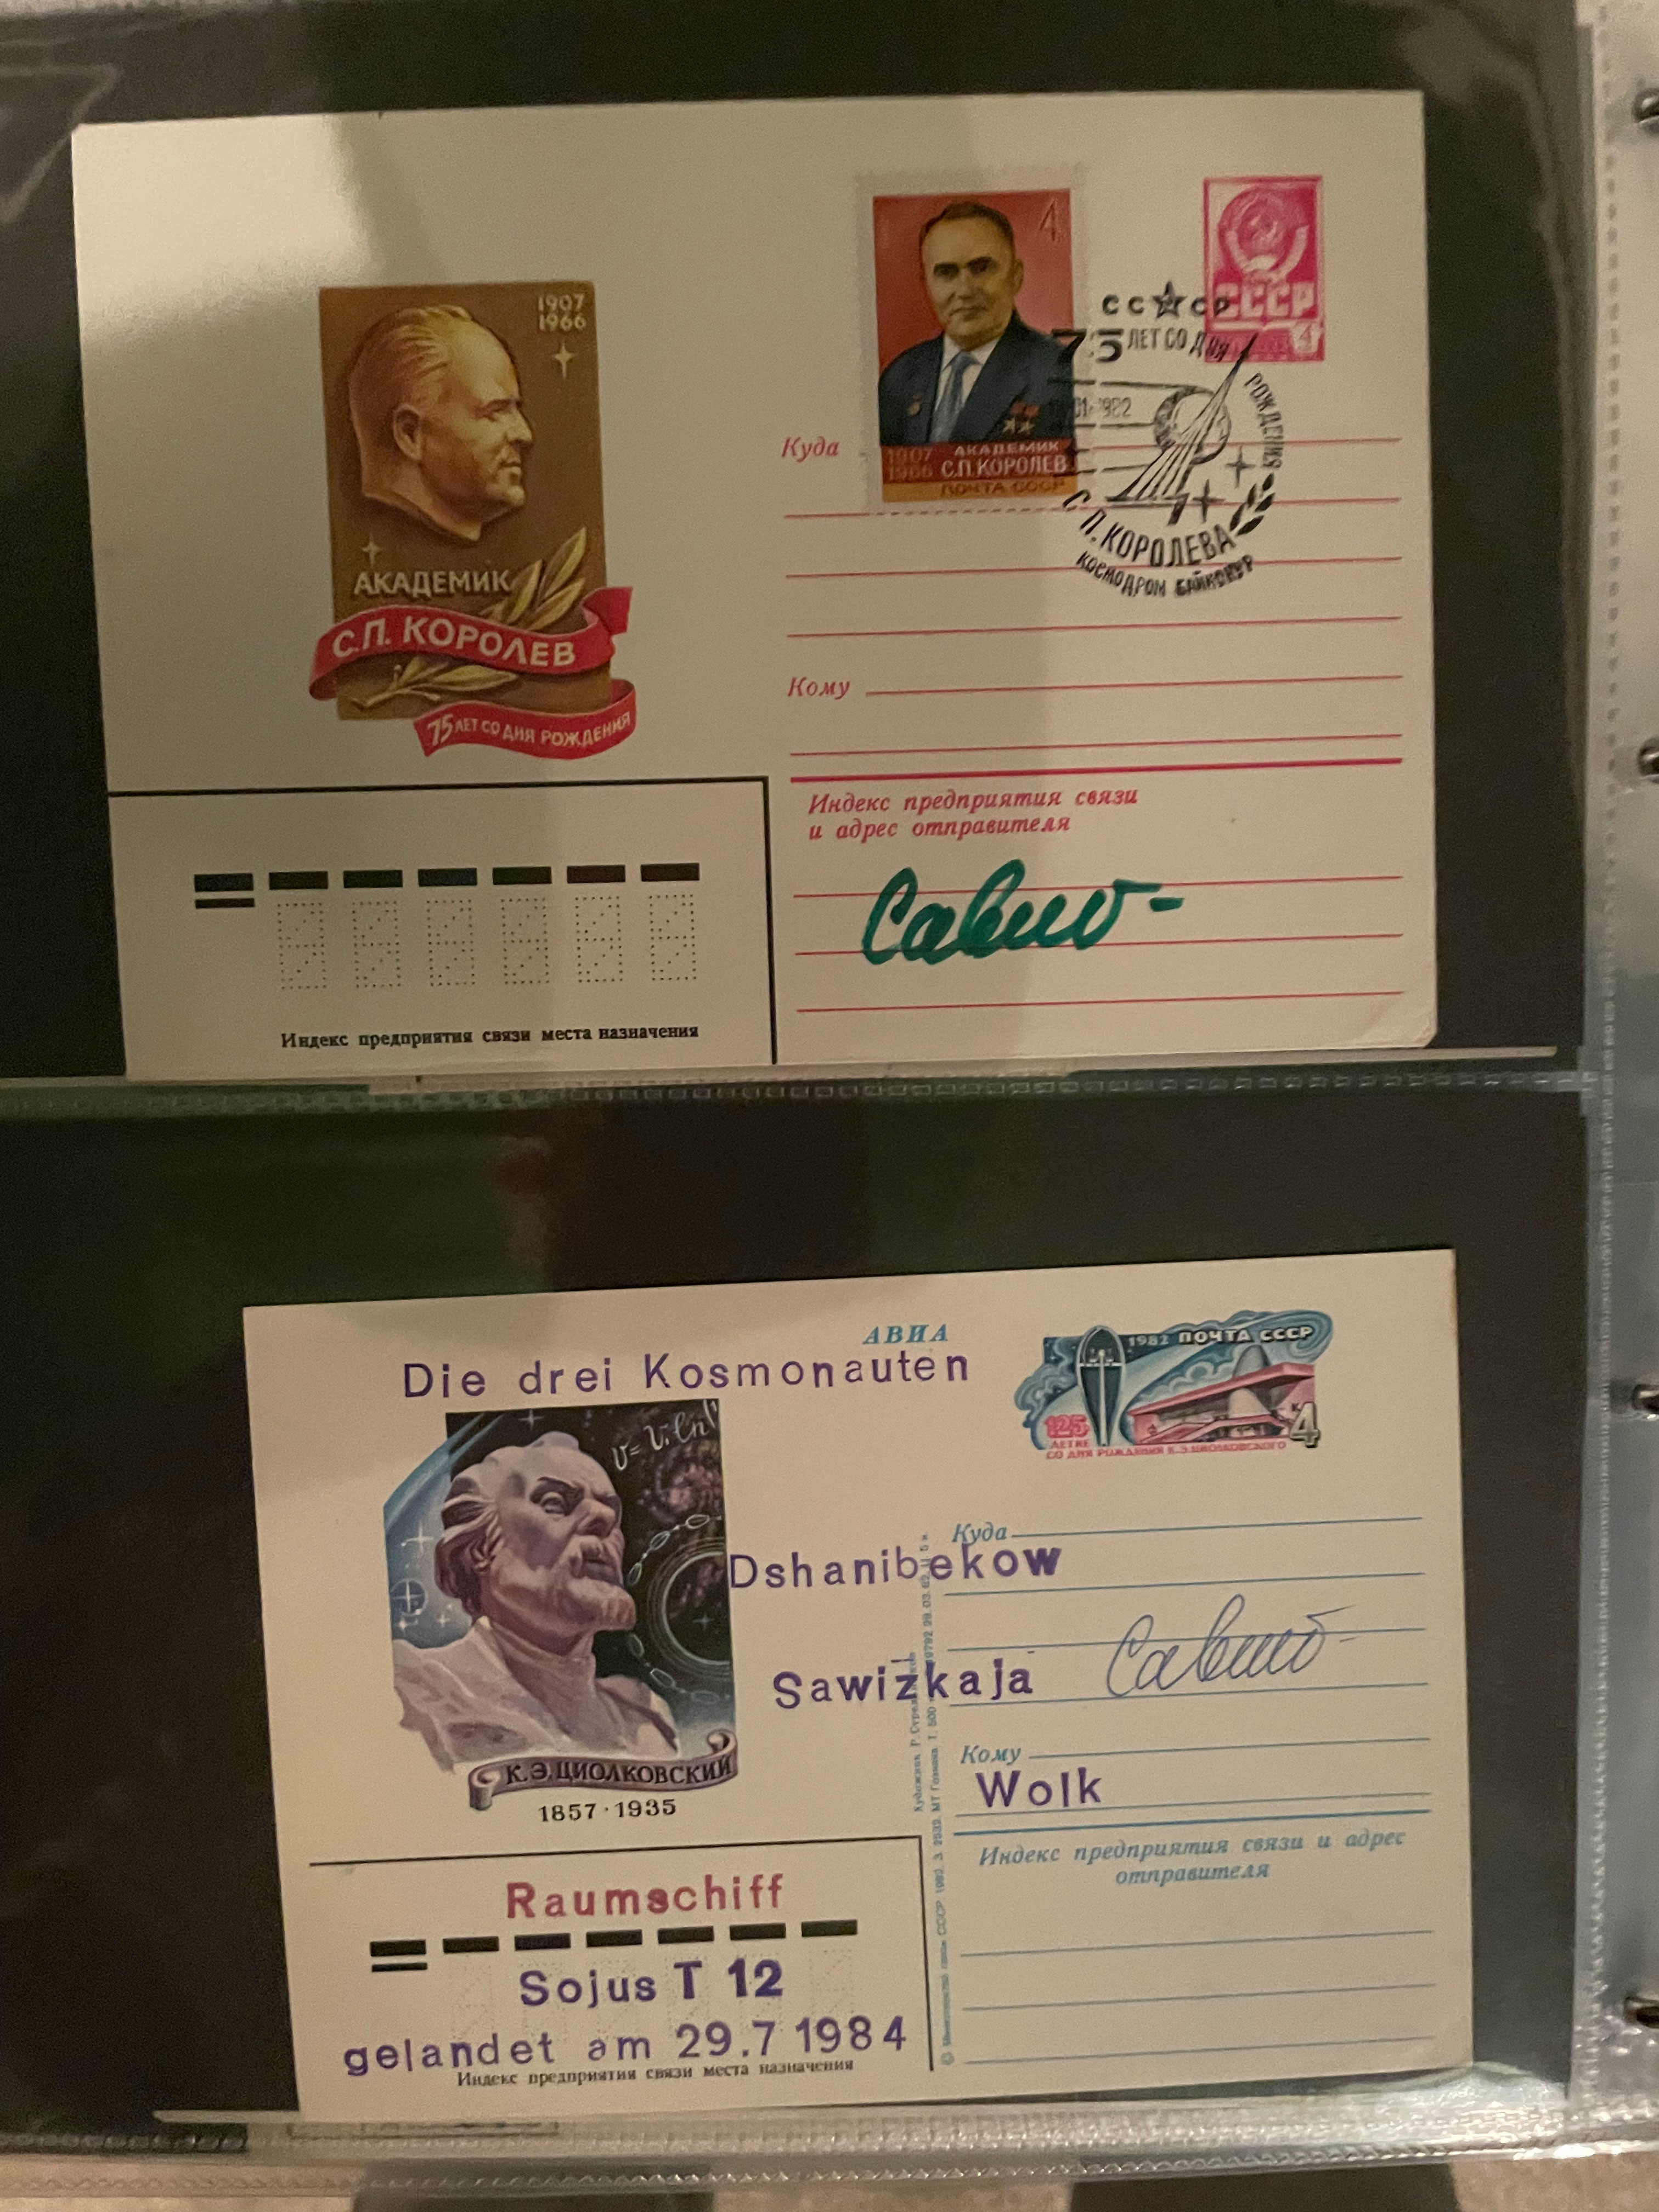 1907
1966
АКАДЕМИК
С.П. КОРОЛЕВ
75 ЛЕТ СО ДНЯ РОЖДЕНИЯ
4
1907
1966
АКАДЕМИК
С.П.КОРОЛЕВ
ПОЧТА СССР
СССР
4
СССР
75 ЛЕТ СО ДНЯ РОЖДЕНИЯ
01 1982
С. П. КОРОЛЕВА
КОСМОДРОМ БАЙКОНУР
Куда
Кому
Индекс предприятия связи
и адрес отправителя
Индекс предприятия связи места назначения
АВИА
Die drei Kosmonauten
1982 ПОЧТА СССР
125
ЛЕТИЕ
СО ДНЯ РОЖДЕНИЯ К.Э.ЦИОЛКОВСКОГО
К 4
Куда
Dshanibekow
Sawizkaja
Кому
Wolk
К.Э.ЦИОЛКОВСКИЙ
1857·1935
Индекс предприятия связи и адрес
отправителя
Raumschiff
Sojus T 12
gelandet am 29.7 1984
Индекс предприятия связи места назначения